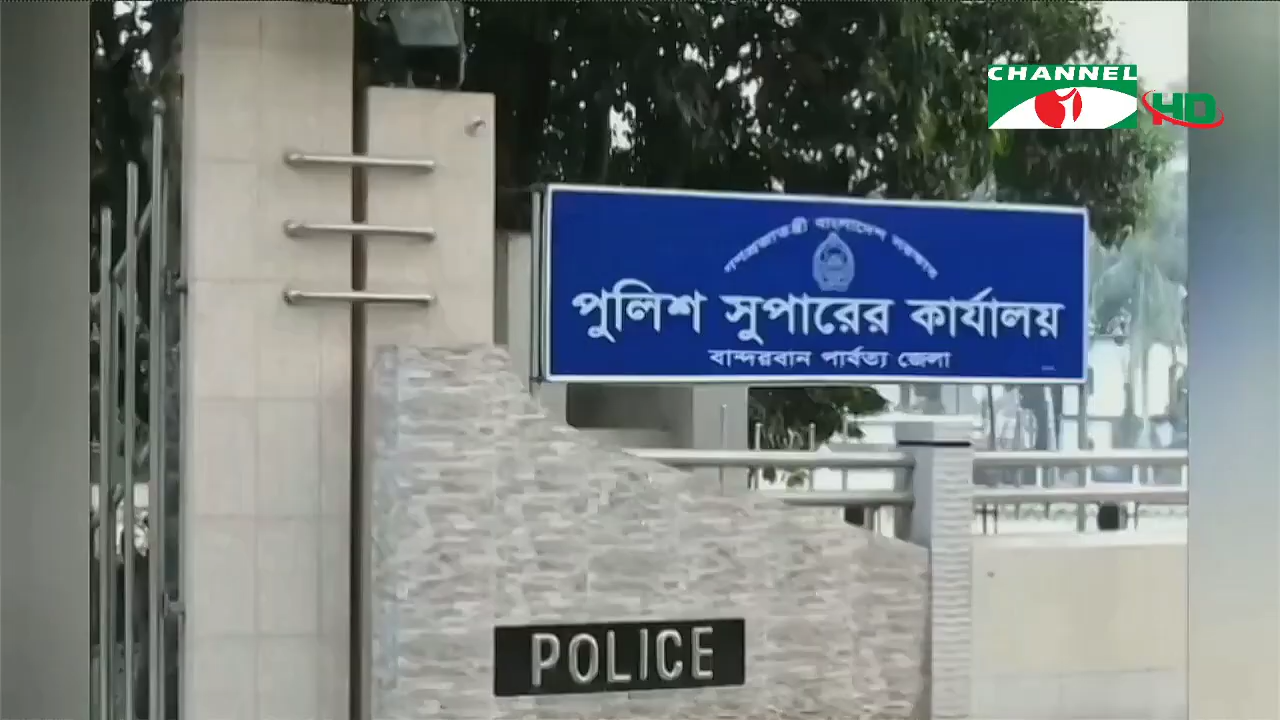 CHANNEL
HD
গণপ্রজাতন্ত্রী বাংলাদেশ সরকার
পুলিশ সুপারের কার্যালয়
বান্দরবান পার্বত্য জেলা
POLICE